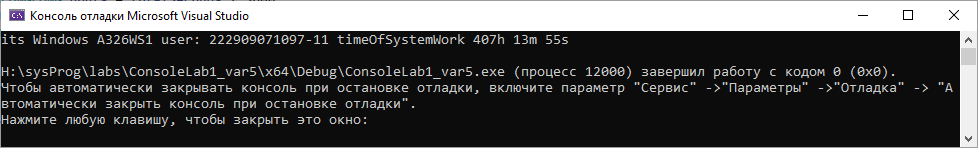 Консоль отладки Microsoft Visual Studio
its Windows A326WS1 user: 222909071097-11 timeOfSystemWork 407h 13m 55s
H:\sysProg\labs\ConsoleLab1_var5\x64\Debug\ConsoleLab1_var5.exe (процесс 12000) завершил работу с кодом 0 (0x0).
Чтобы автоматически закрывать консоль при остановке отладки, включите параметр "Сервис" ->"Параметры" ->"Отладка" -> "А
втоматически закрыть консоль при остановке отладки".
Нажмите любую клавишу, чтобы закрыть это окно: